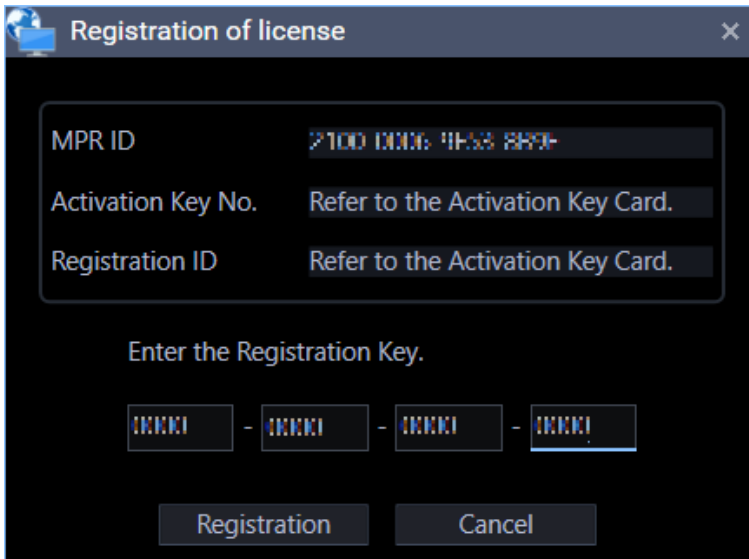 Registration of license
MPR ID
Activation Key No. Refer to the Activation Key Card.
Registration ID Refer to the Activation Key Card.
Enter the Registration Key.
- - -
Registration Cancel